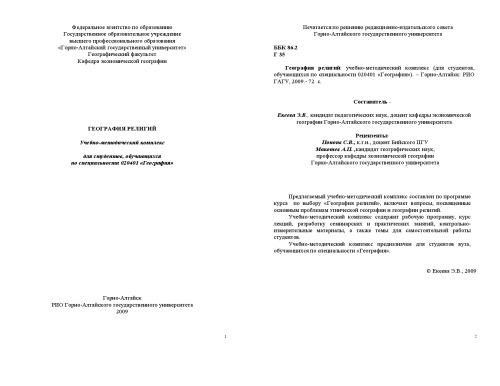 Федеральное агентство по образованию
Государственное образовательное учреждение
высшего профессионального образования
«Горно-Алтайский государственный университет»
Географический факультет
Кафедра экономической географии
ГЕОГРАФИЯ РЕЛИГИЙ
Учебно-методический комплекс
для студентов, обучающихся
по специальности 020401 «География»
Горно-Алтайск
РИО Горно-Алтайского государственного университета
2009
1
Печатается по решению редакционно-издательского совета
Горно-Алтайского государственного университета
ББК 86.2
Г 35
География религий: учебно-методический комплекс (для студентов,
обучающихся по специальности 020401 «География»). – Горно-Алтайск: РИО
ГАГУ, 2009.- 72 с.
Составитель -
Екеева Э.В., кандидат педагогических наук, доцент кафедры экономической
географии Горно-Алтайского государственного университета
Рецензенты:
С.В., к.г.н., доцент Бийского ПГУ
А.П., кандидат географических наук,
профессор кафедры экономической географии
Горно-Алтайского государственного университета
Предлагаемый учебно-методический комплекс составлен по программе
курса по выбору «География религий», включает вопросы, посвященные
основным проблемам этнической географии и географии религий.
Учебно-методический комплекс содержит рабочую программу, курс
лекций, разработку семинарских и практических занятий, контрольно-
измерительные материалы, а также темы для самостоятельной работы
студентов.
Учебно-методический комплекс предназначен для студентов вуза,
обучающихся по специальности «География».
© Екеева Э.В., 2009
2